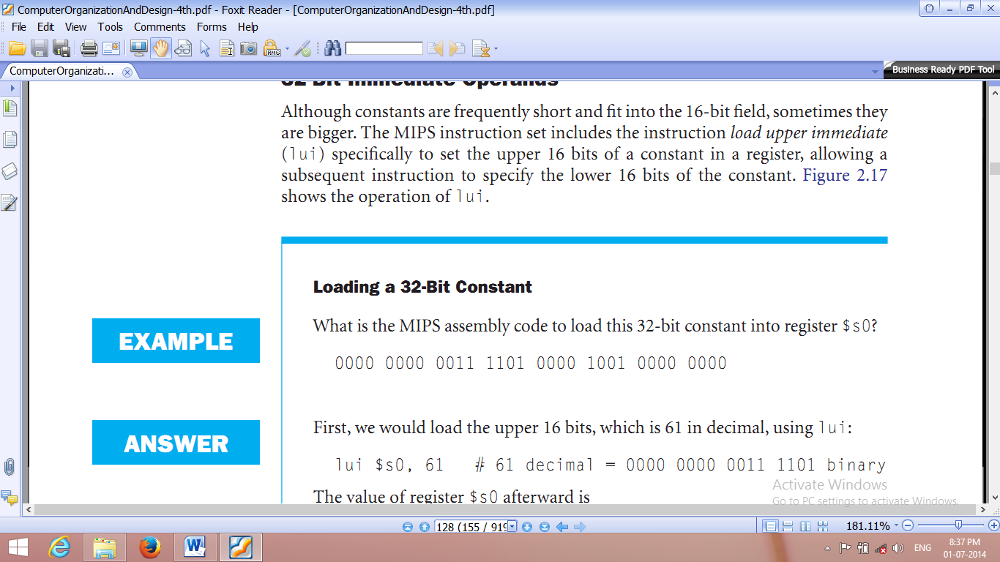 ComputerOrganizationAndDesign-4th.pdf - Foxit Reader - [ComputerOrganizationAndDesign-4th.pdf]
File Edit View Tools Comments Forms Help
RMS
ComputerOrganizati...
Business Ready PDF Tool
32-Bit Immediate Operands
Although constants are frequently short and fit into the 16-bit field, sometimes they
are bigger. The MIPS instruction set includes the instruction load upper immediate
(lui) specifically to set the upper 16 bits of a constant in a register, allowing a
subsequent instruction to specify the lower 16 bits of the constant. Figure 2.17
shows the operation of lui.
Loading a 32-Bit Constant
EXAMPLE
What is the MIPS assembly code to load this 32-bit constant into register $s0?
0000 0000 0011 1101 0000 1001 0000 0000
ANSWER
First, we would load the upper 16 bits, which is 61 in decimal, using lui:
lui $s0, 61 # 61 decimal = 0000 0000 0011 1101 binary
The value of register $s0 afterward is
Activate Windows
Go to PC settings to activate Windows.
128 (155 / 919
181.11%
ENG
8:37 PM
01-07-2014